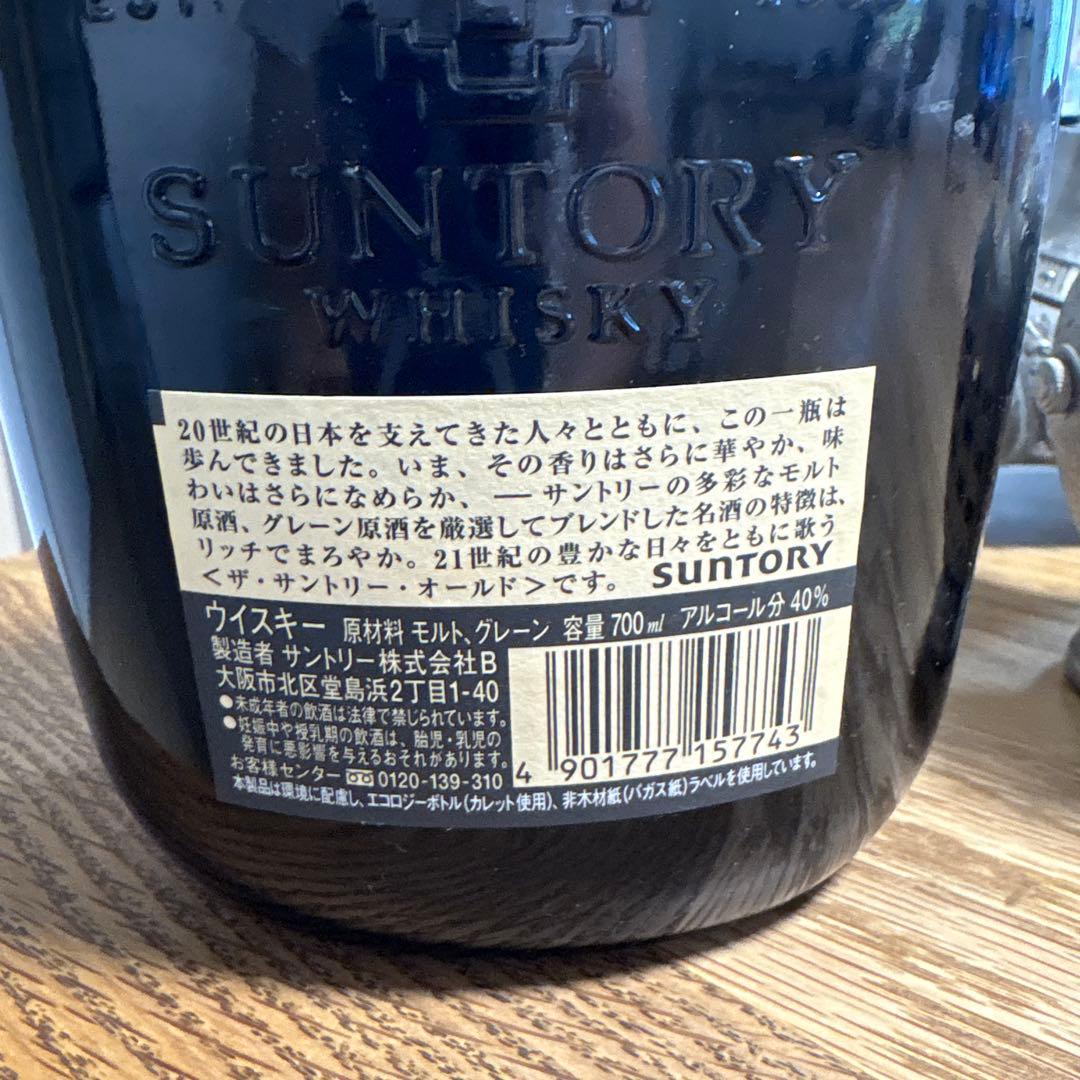 SUNTORY
WHISKY
20世紀の日本を支えてきた人々とともに、この一瓶は
歩んできました。いま、その香りはさらに華やか、味
わいはさらになめらか、― サントリーの多彩なモルト
原酒、グレーン原酒を厳選してブレンドした名酒の特徴は、
リッチでまろやか。21世紀の豊かな日々をともに歌う
<ザ・サントリー・オールド>です。 SUNTORY
ウイスキー 原材料 モルト、グレーン 容量 700ml アルコール分 40%
製造者 サントリー株式会社B
大阪市北区堂島浜2丁目1-40
●未成年者の飲酒は法律で禁じられています。
●妊娠中や授乳期の飲酒は、胎児・乳児の
発育に悪影響を与えるおそれがあります。
お客様センター 0120-139-310
4 901777 157743
本製品は環境に配慮し、エコロジーボトル(カレット使用)、非木材紙(バガス紙)ラベルを使用しています。